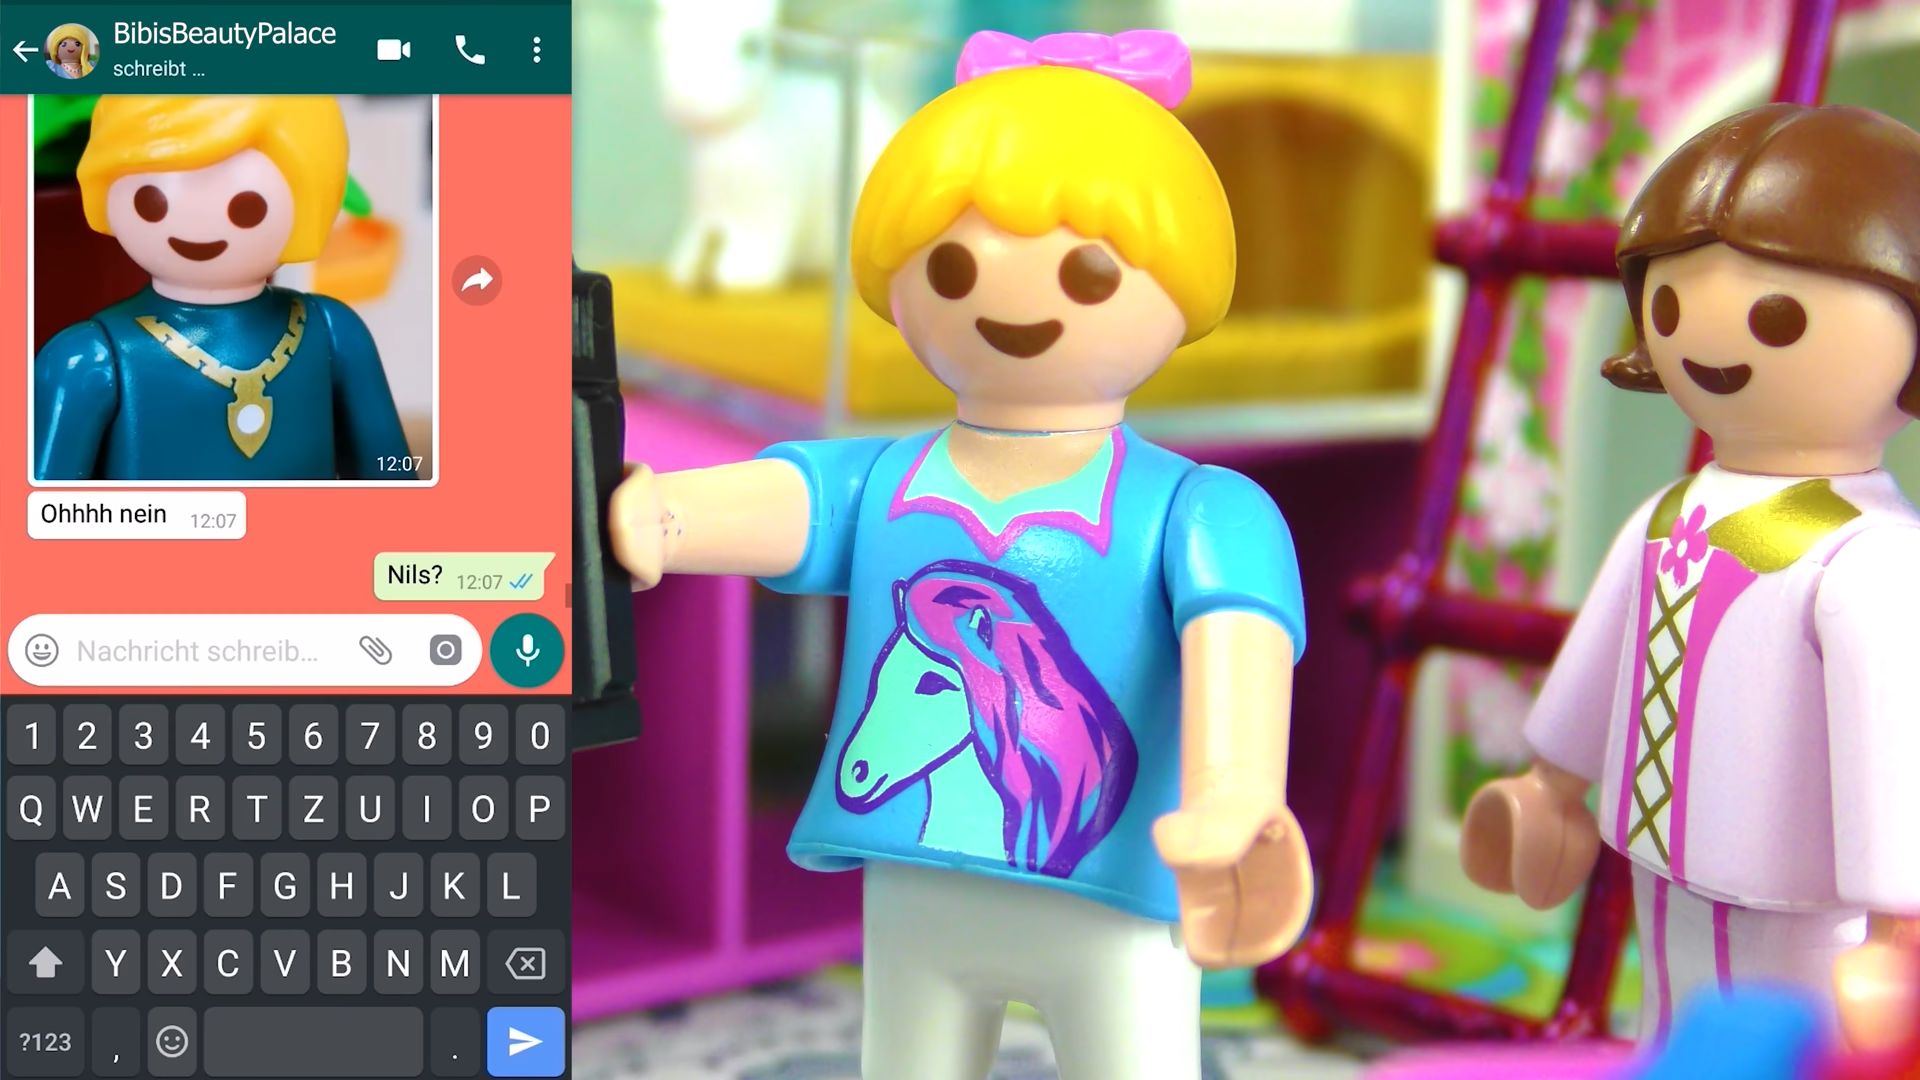 BibisBeautyPalace
schreibt ...
12:07
Ohhhh nein 12:07
Nils? 12:07
Nachricht schreib...
1 2 3 4 5 6 7 8 9 0
Q W E R T Z U I O P
A S D F G H J K L
Y X C V B N M
?123 , .